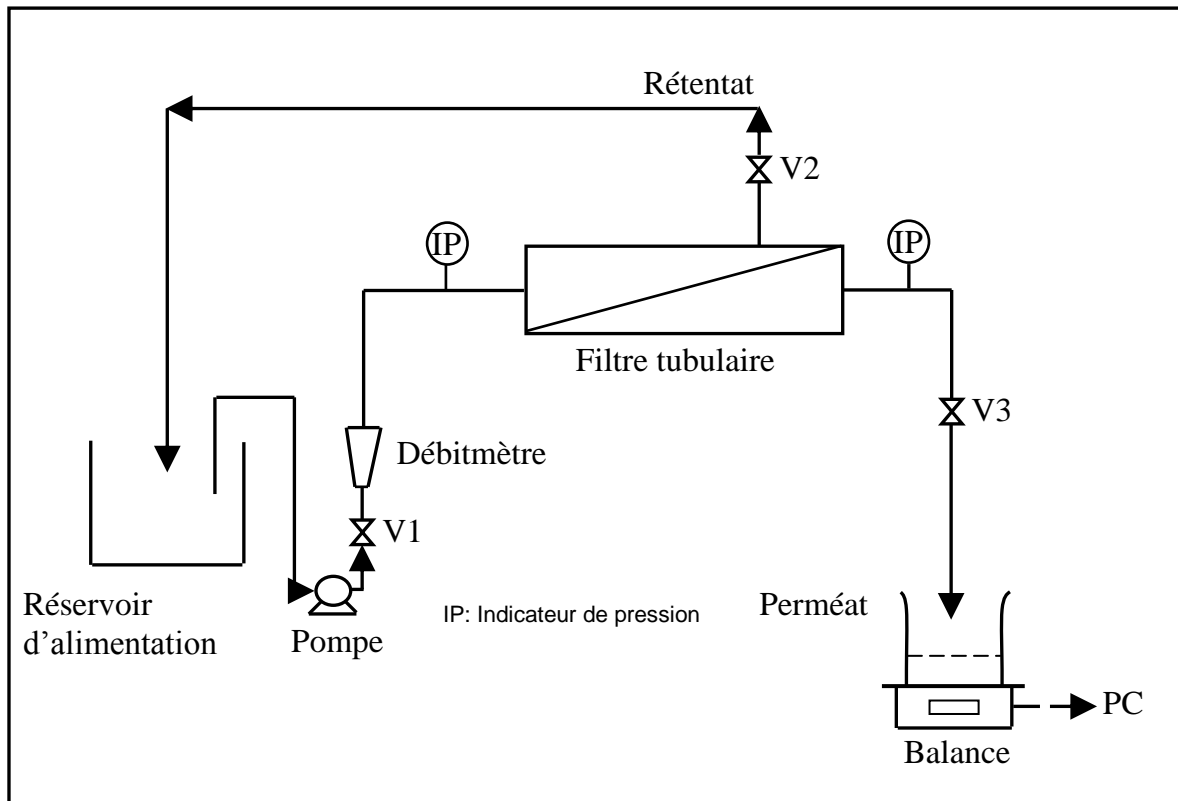 Rétentat
V2
IP
IP
Filtre tubulaire
V3
Débitmètre
V1
Réservoir
d’alimentation
Pompe
IP: Indicateur de pression
Perméat
PC
Balance